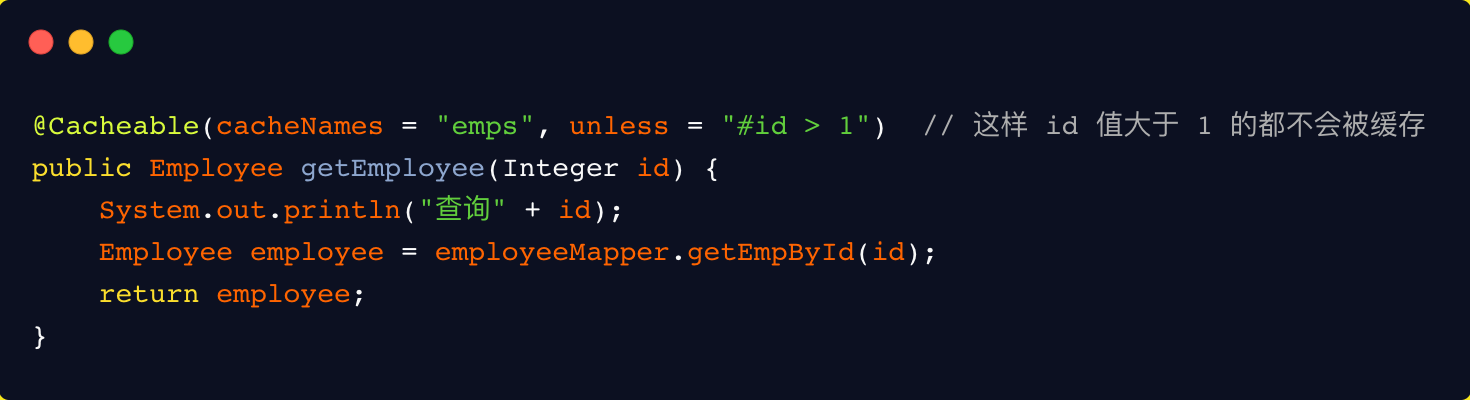 @Cacheable(cacheNames = "emps", unless = "#id > 1")  // 这样 id 值大于 1 的都不会被缓存
public Employee getEmployee(Integer id) {
    System.out.println("查询" + id);
    Employee employee = employeeMapper.getEmpById(id);
    return employee;
}